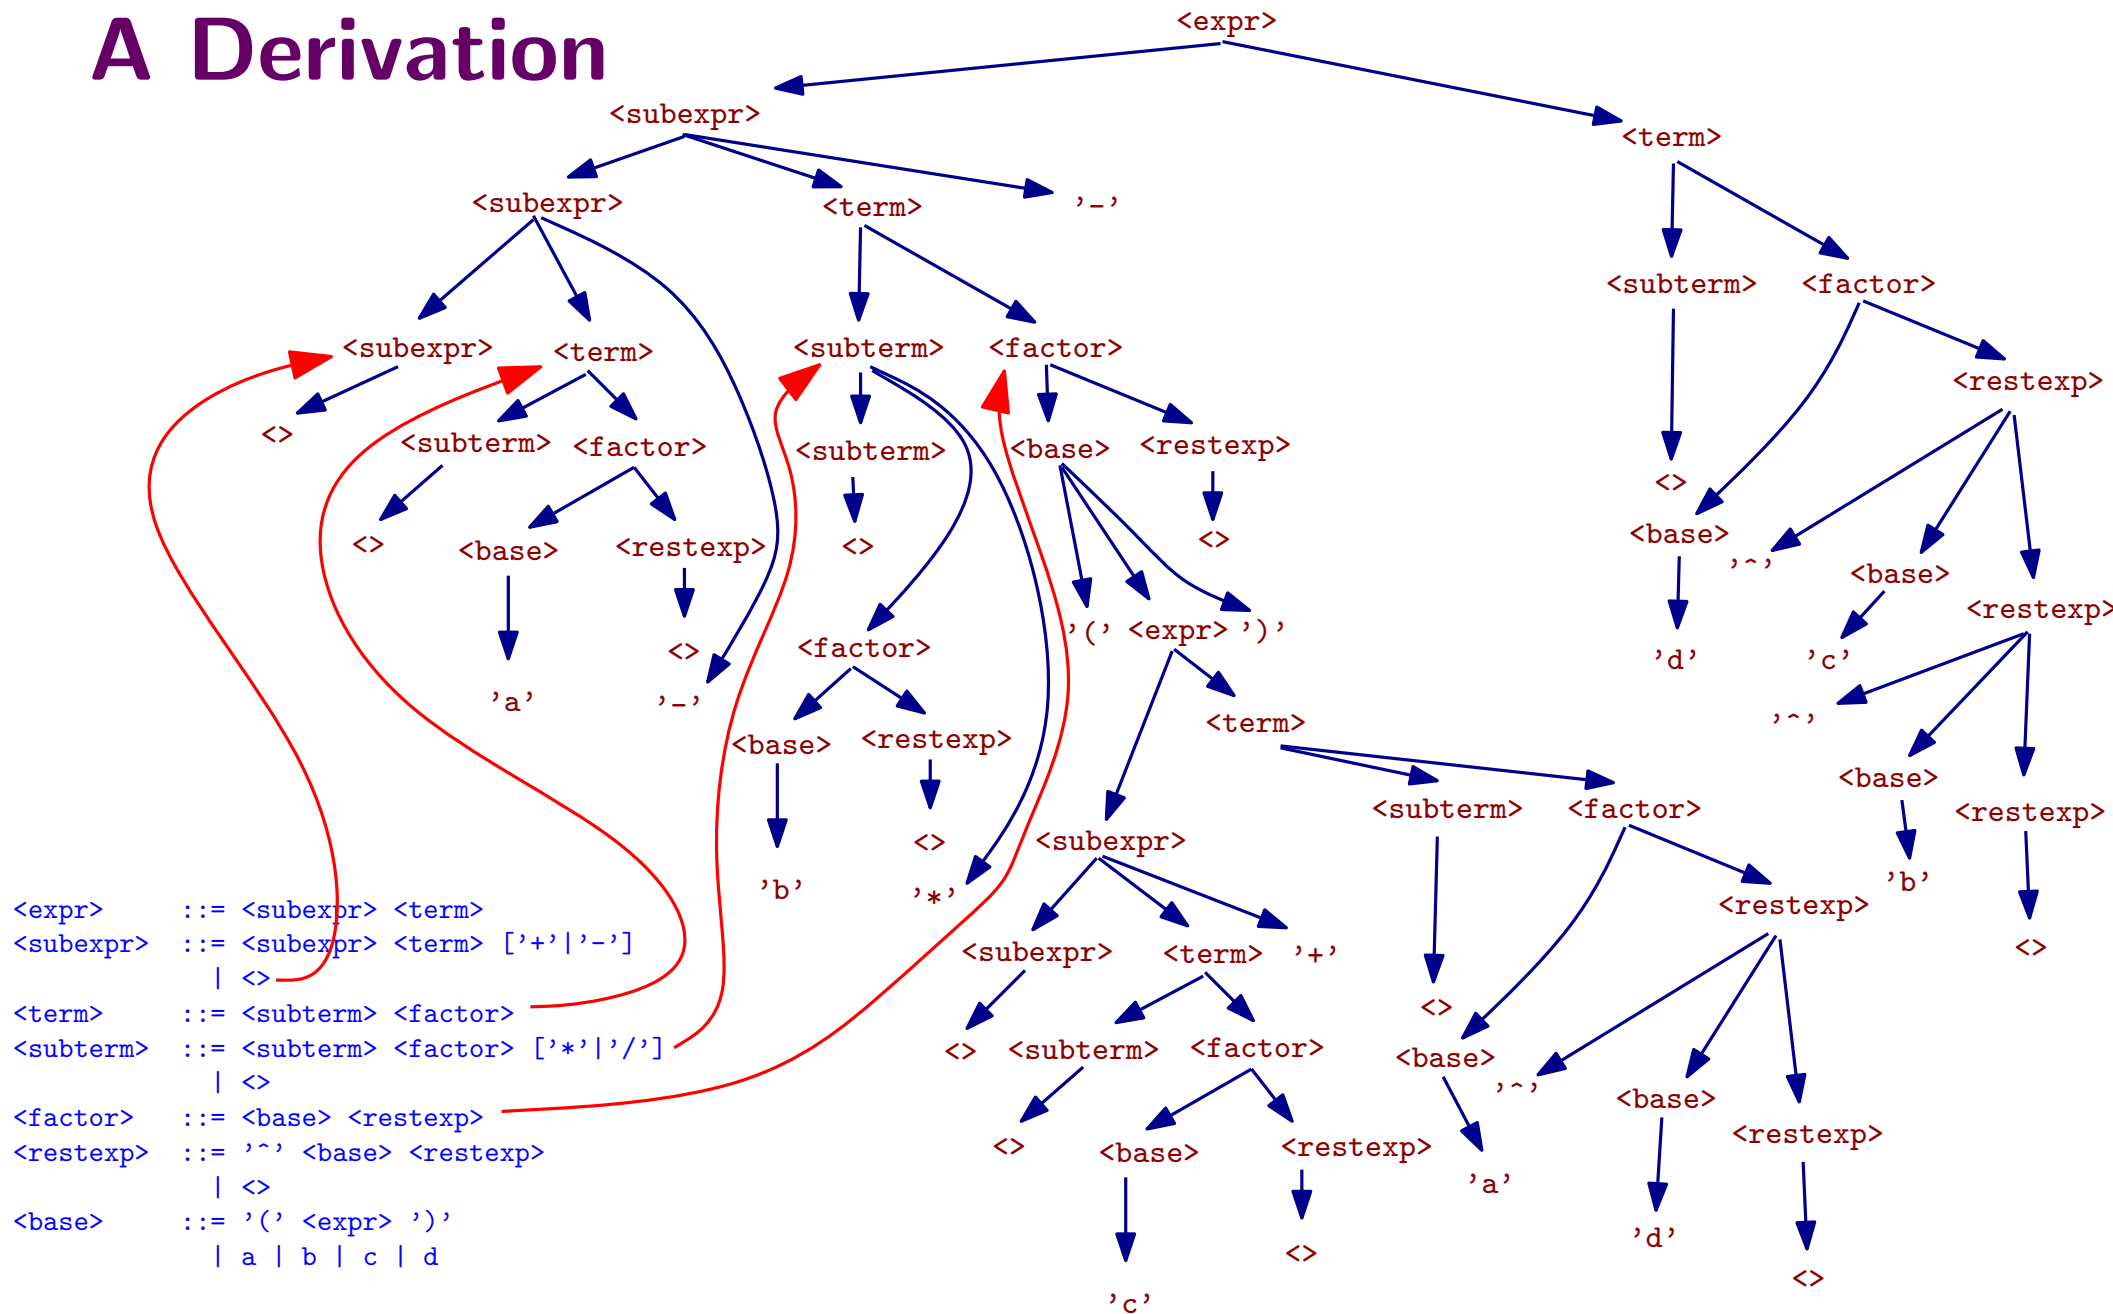 A Derivation
<expr>
<subexpr>
<term>
<subexpr>
<term>
'-'
<subterm>
<factor>
<subexpr>
<term>
<subterm>
<factor>
<restexp>
<>
<subterm>
<factor>
<subterm>
<base>
<restexp>
<>
<>
<base>
<restexp>
<>
<>
<base>
'^'
<base>
<restexp>
'a'
<>
'-'
<factor>
'('
<expr>
')'
'd'
'c'
'^'
<base>
<restexp>
<term>
<base>
<restexp>
'b'
<>
'b'
'*'
<>
<subexpr>
<subterm>
<factor>
<restexp>
<subexpr>
<term>
'+'
<>
<>
<subterm>
<factor>
<base>
'^'
<base>
<restexp>
<>
<base>
<restexp>
'a'
'd'
<>
<>
'c'
<expr> ::= <subexpr> <term>
<subexpr> ::= <subexpr> <term> ['+'|'-']
| <>
<term> ::= <subterm> <factor>
<subterm> ::= <subterm> <factor> ['*'|'/']
| <>
<factor> ::= <base> <restexp>
<restexp> ::= '^' <base> <restexp>
| <>
<base> ::= '(' <expr> ')'
| a | b | c | d